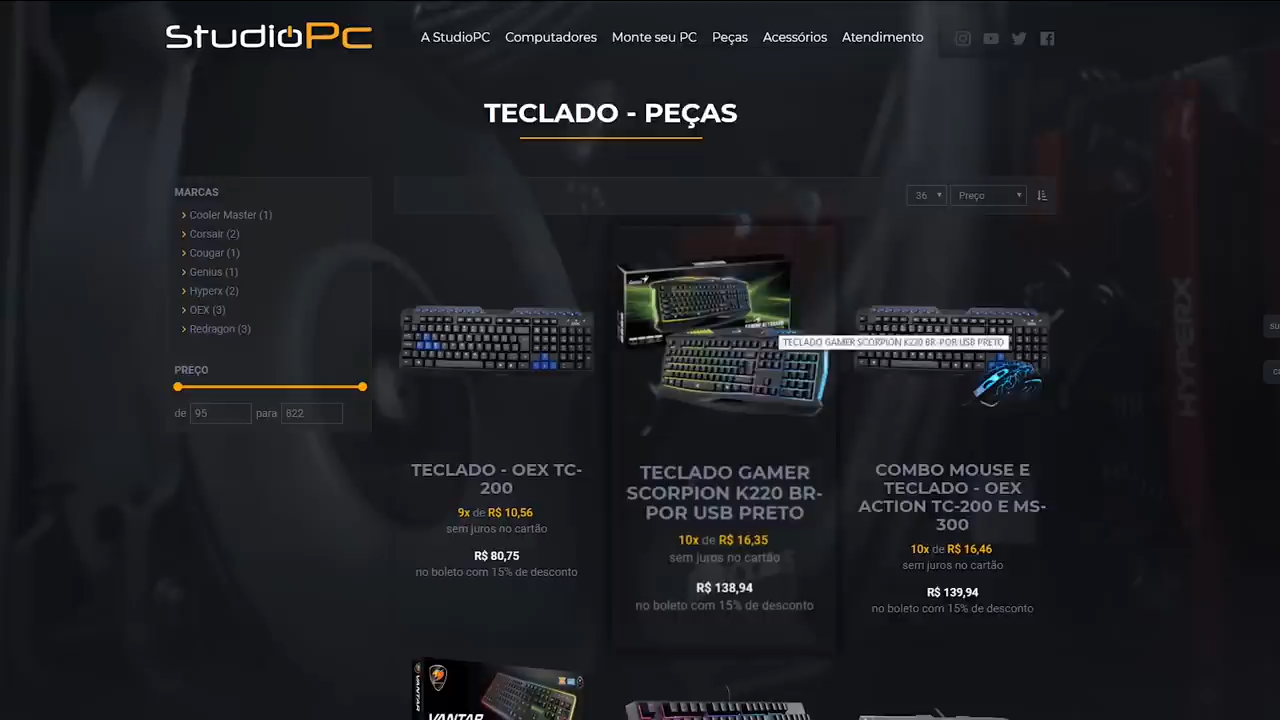 StudioPc
A StudioPC
Computadores
Monte seu PC
Peças
Acessórios
Atendimento
TECLADO - PEÇAS
MARCAS
Cooler Master (1)
Corsair (2)
Cougar (1)
Genius (1)
Hyperx (2)
OEX (3)
Redragon (3)
PREÇO
de 95 para 822
36
Preço
TECLADO GAMER SCORPION K220 BR-POR USB PRETO
TECLADO - OEX TC-
200
9x de R$ 10,56
sem juros no cartão
R$ 80,75
no boleto com 15% de desconto
TECLADO GAMER
SCORPION K220 BR-
POR USB PRETO
10x de R$ 16,35
sem juros no cartão
R$ 138,94
no boleto com 15% de desconto
COMBO MOUSE E
TECLADO - OEX
ACTION TC-200 E MS-
300
10x de R$ 16,46
sem juros no cartão
R$ 139,94
no boleto com 15% de desconto
VANTAR
HYPERX